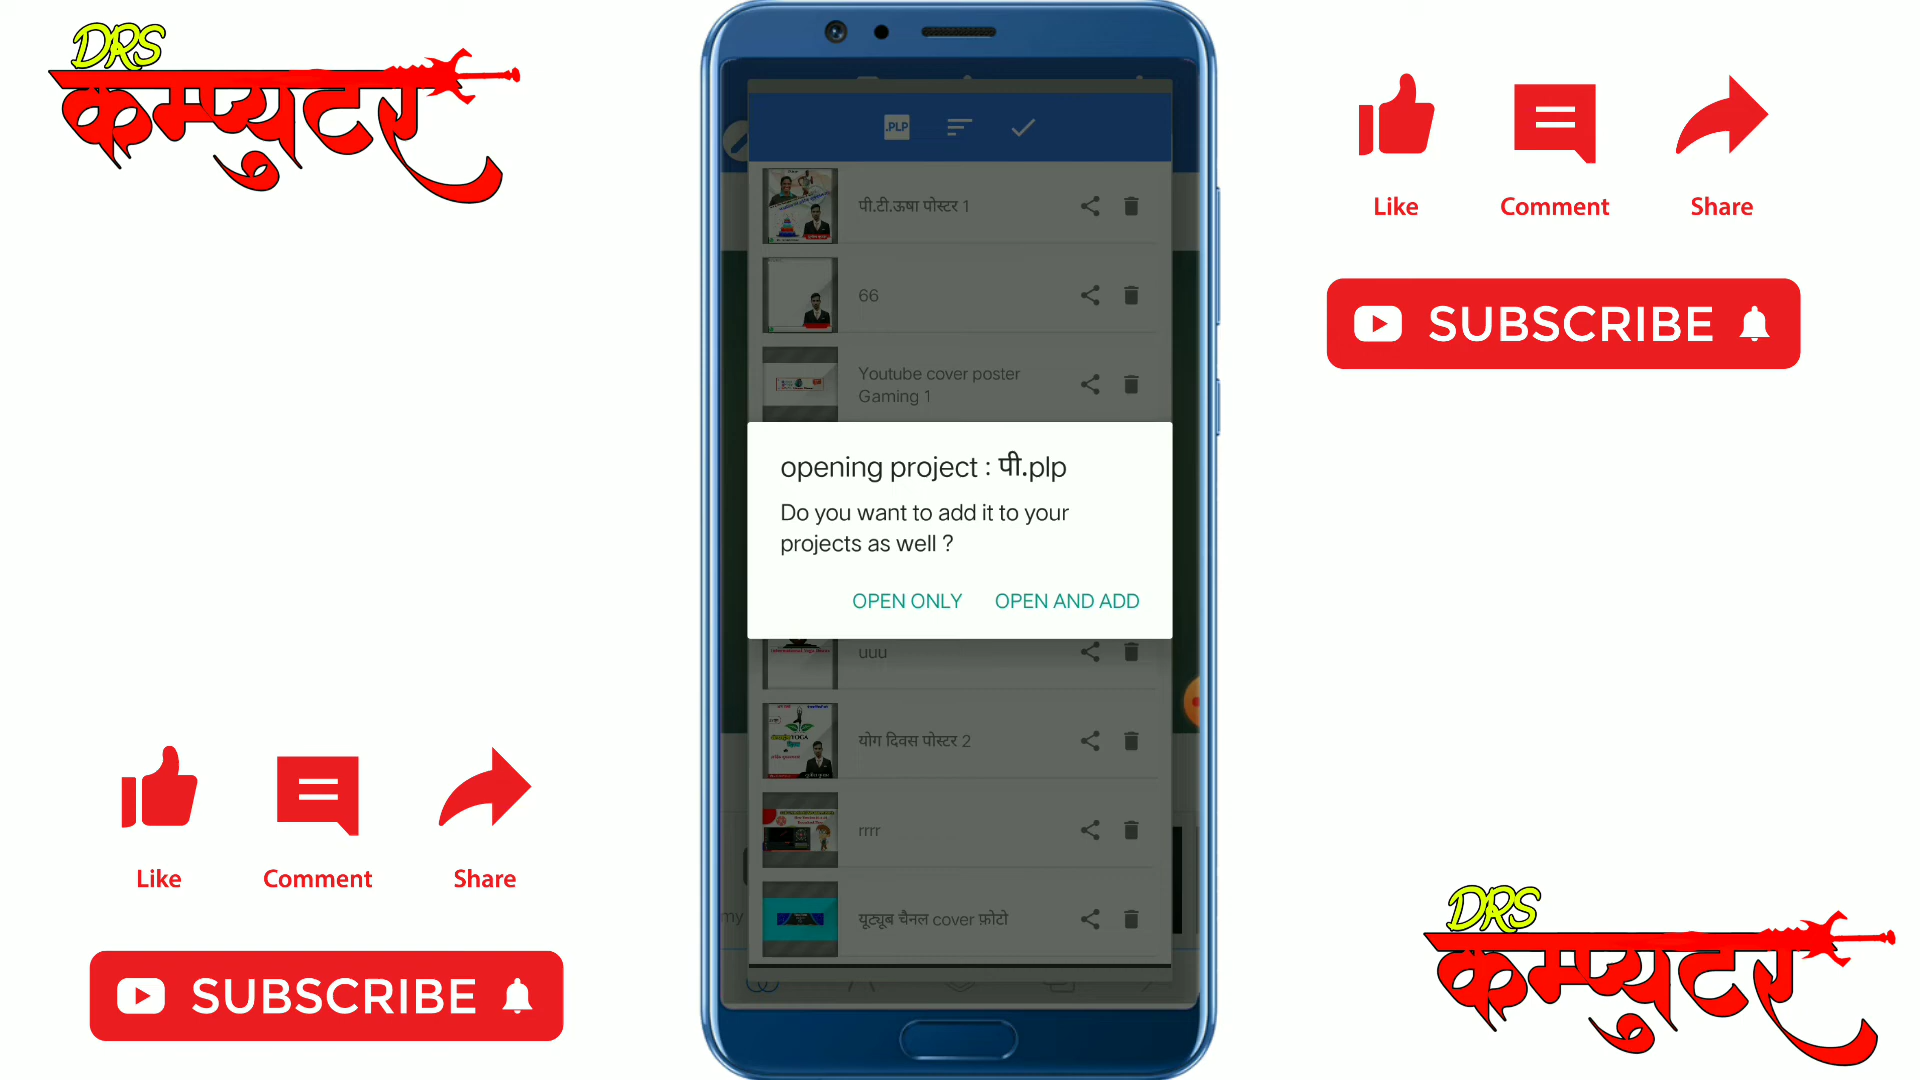 DRS
कम्प्युटर
Like
Comment
Share
SUBSCRIBE
.PLP
पी.टी.ऊषा पोस्टर 1
66
Youtube cover poster
Gaming 1
opening project : पी.plp
Do you want to add it to your
projects as well ?
OPEN ONLY
OPEN AND ADD
uuu
योग दिवस पोस्टर 2
rrrr
यूट्यूब चैनल cover फ़ोटो
my
Like
Comment
Share
SUBSCRIBE
DRS
कम्प्युटर